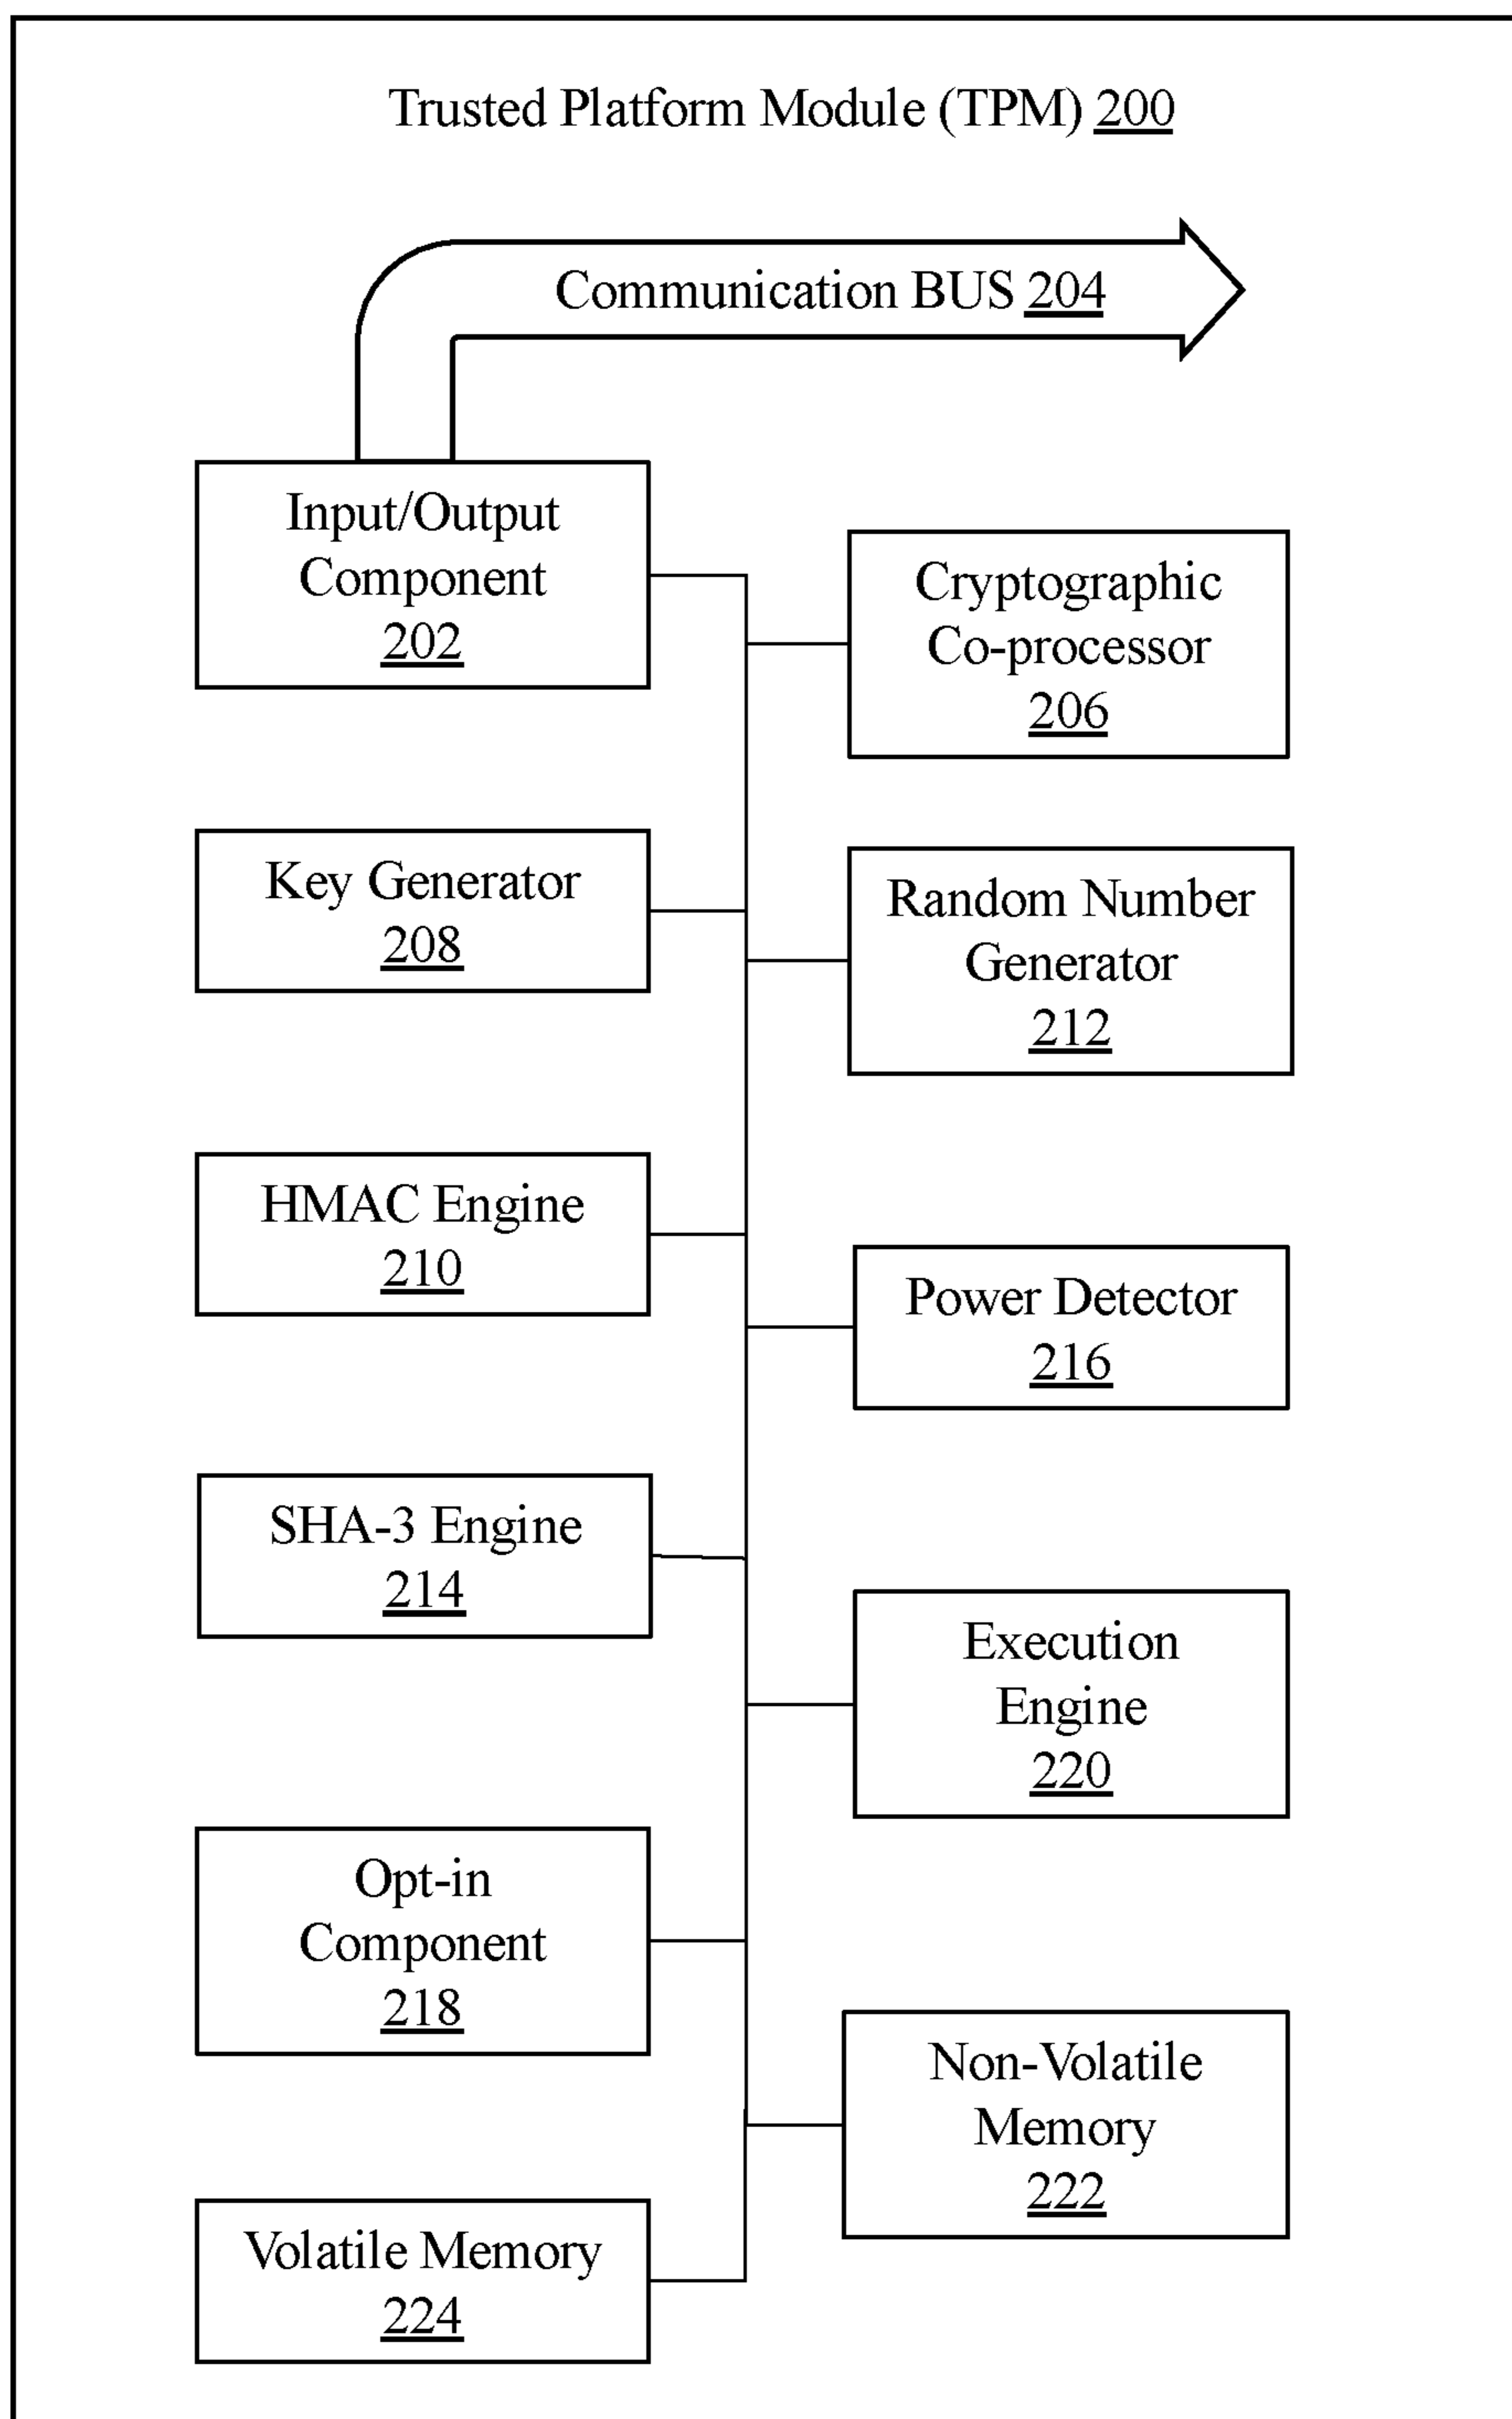 Trusted Platform Module (TPM) 200
Communication BUS 204
Input/Output
Component
202
Cryptographic
Co-processor
206
Key Generator
208
Random Number
Generator
212
HMAC Engine
210
Power Detector
216
SHA-3 Engine
214
Execution
Engine
220
Opt-in
Component
218
Non-Volatile
Memory
222
Volatile Memory
224